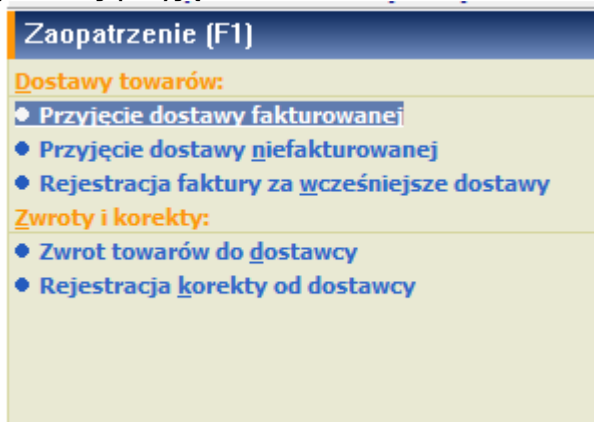 Zaopatrzenie (F1)
Dostawy towarów:
Przyjęcie dostawy fakturowanej
Przyjęcie dostawy niefakturowanej
Rejestracja faktury za wcześniejsze dostawy
Zwroty i korekty:
Zwrot towarów do dostawcy
Rejestracja korekty od dostawcy